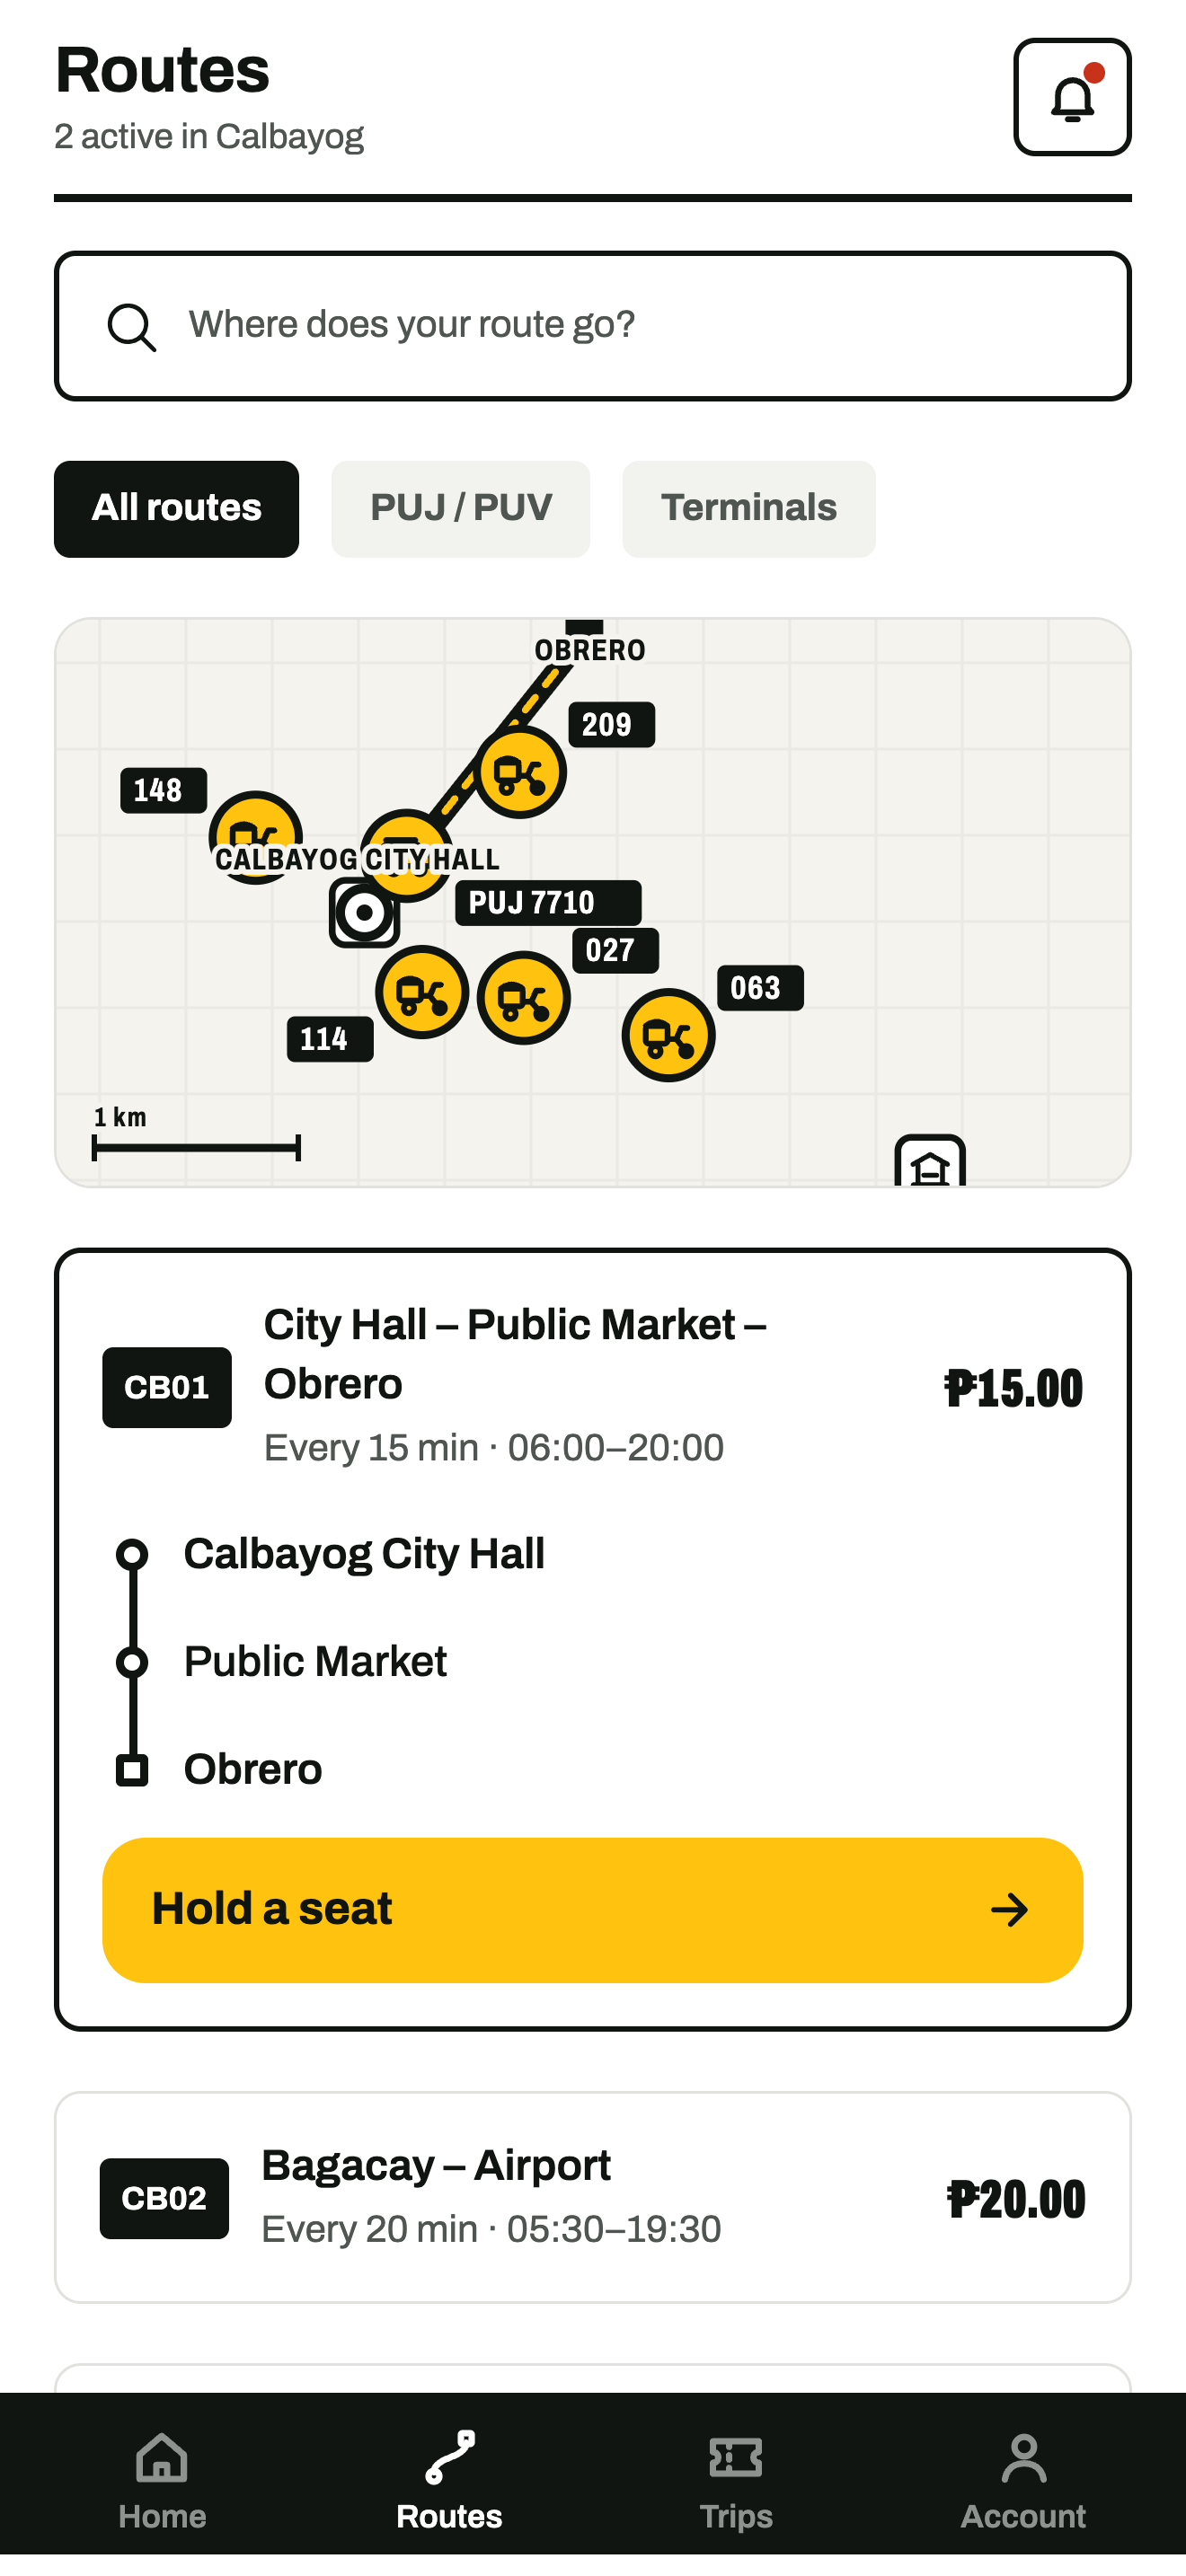 Routes
2 active in Calbayog
Where does your route go?
All routes
PUJ / PUV
Terminals
OBRERO
209
148
CALBAYOG CITY HALL
PUJ 7710
027
063
114
1 km
City Hall – Public Market –
Obrero
CB01
₱15.00
Every 15 min · 06:00–20:00
Calbayog City Hall
Public Market
Obrero
Hold a seat
Bagacay – Airport
CB02
₱20.00
Every 20 min · 05:30–19:30
Home
Routes
Trips
Account